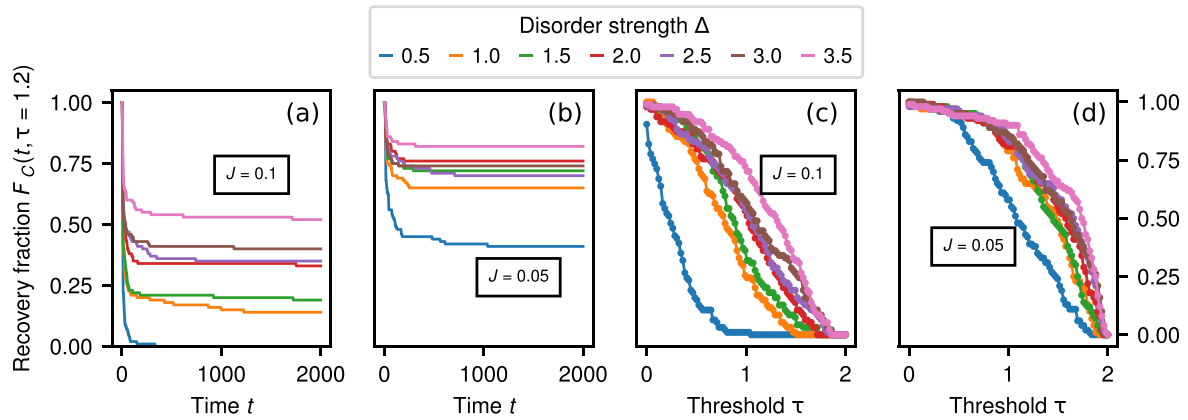 Disorder strength Δ
0.5 1.0 1.5 2.0 2.5 3.0 3.5
Recovery fraction F_C(t, τ = 1.2)
1.00
0.75
0.50
0.25
0.00
(a)
J = 0.1
0 1000 2000
Time t
(b)
J = 0.05
0 1000 2000
Time t
(c)
J = 0.1
0 1 2
Threshold τ
(d)
J = 0.05
0 1 2
Threshold τ
1.00
0.75
0.50
0.25
0.00